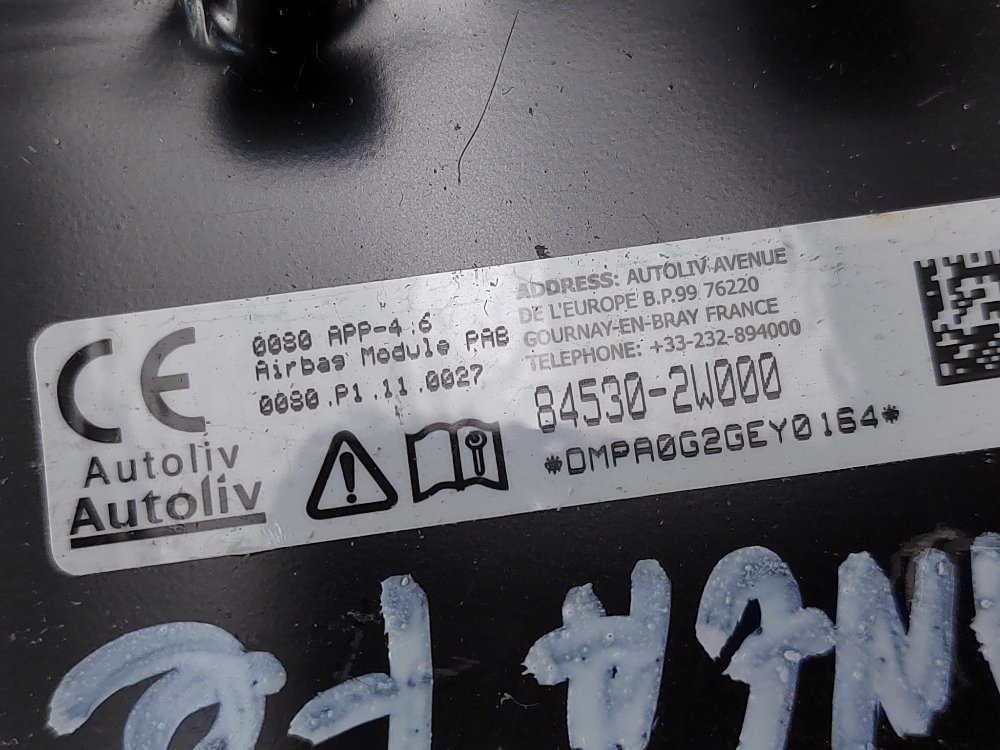 CE
0080 APP-4.6
Airbag Module PAB
0080.P1.11.0027
Autoliv
Autoliv
ADDRESS: AUTOLIV AVENUE
DE L'EUROPE B.P.99 76220
GOURNAY-EN-BRAY FRANCE
TELEPHONE: +33-232-894000
84530-2W000
*DMPA0G2GEY0164*